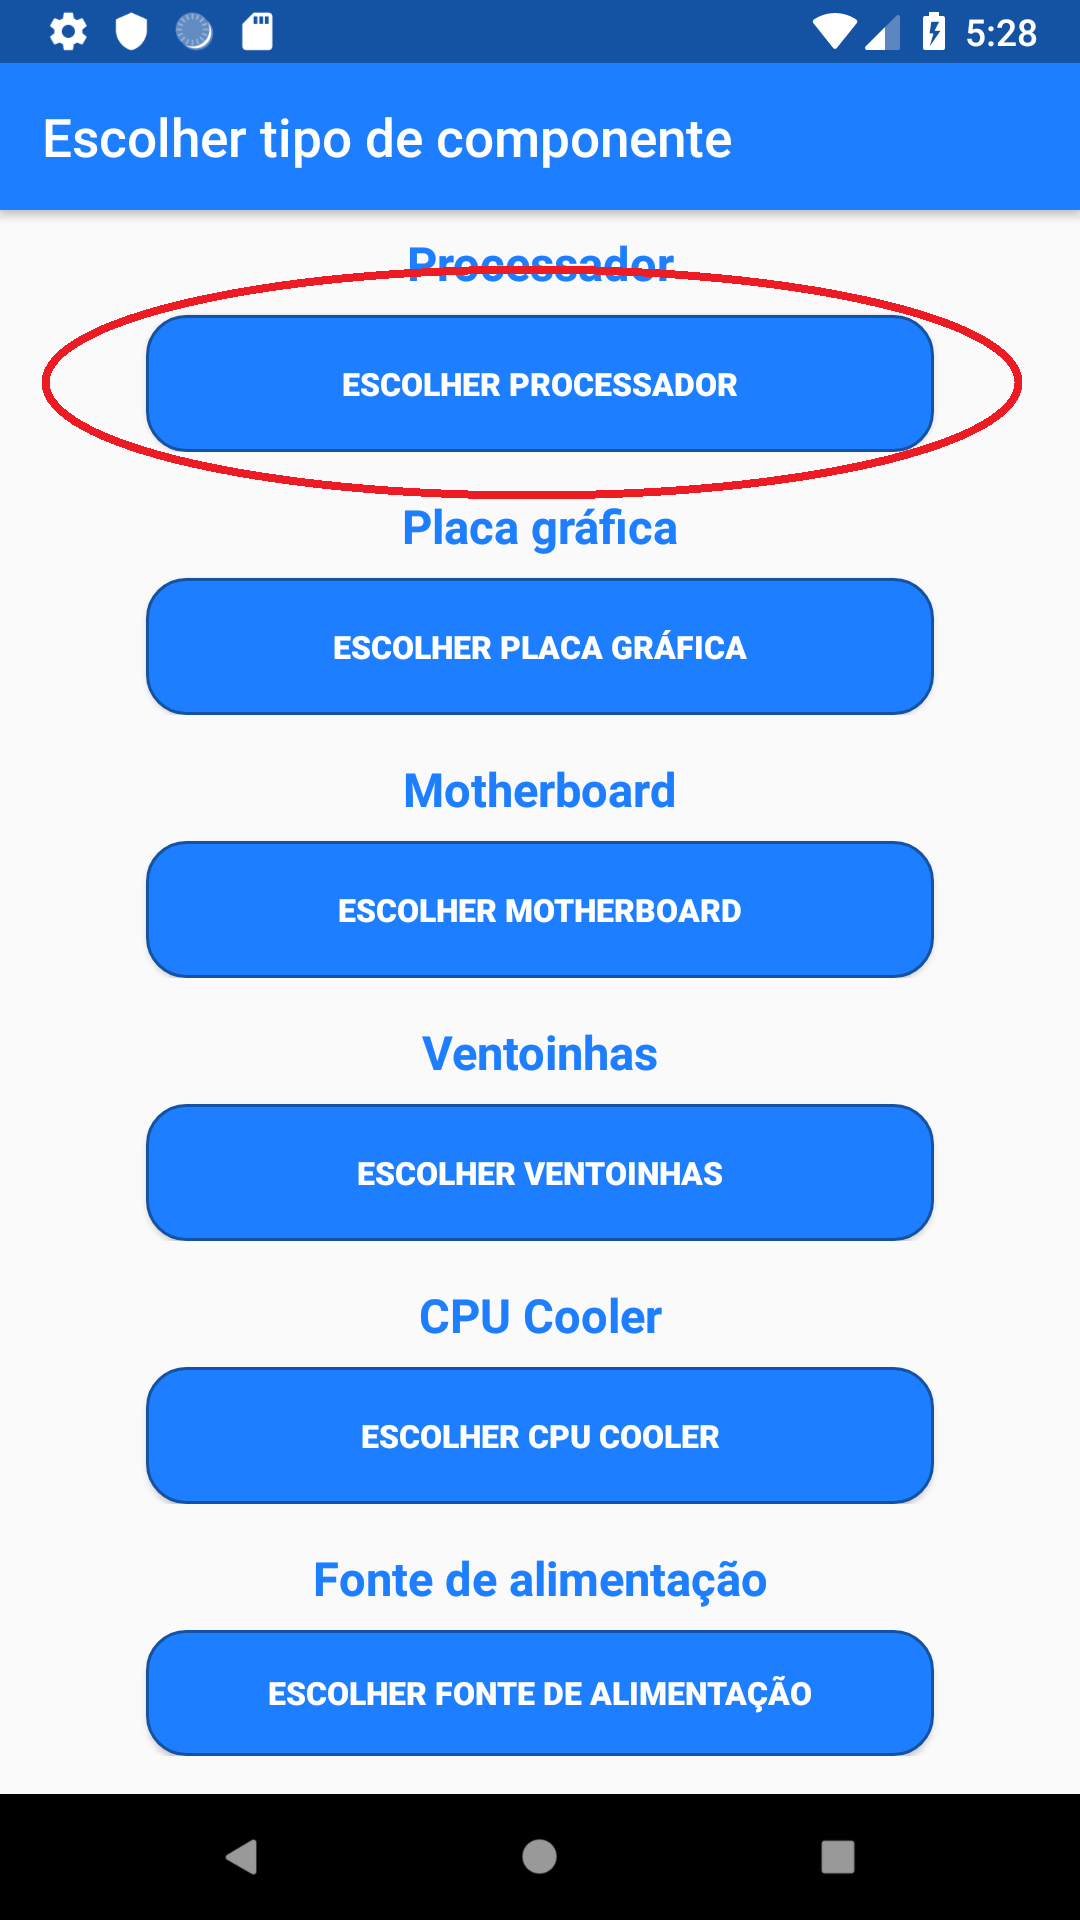 5:28
Escolher tipo de componente
Processador
ESCOLHER PROCESSADOR
Placa gráfica
ESCOLHER PLACA GRÁFICA
Motherboard
ESCOLHER MOTHERBOARD
Ventoinhas
ESCOLHER VENTOINHAS
CPU Cooler
ESCOLHER CPU COOLER
Fonte de alimentação
ESCOLHER FONTE DE ALIMENTAÇÃO